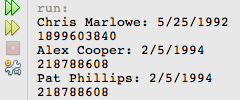 run:
Chris Marlowe: 5/25/1992
1899603840
Alex Cooper: 2/5/1994
218788608
Pat Phillips: 2/5/1994
218788608